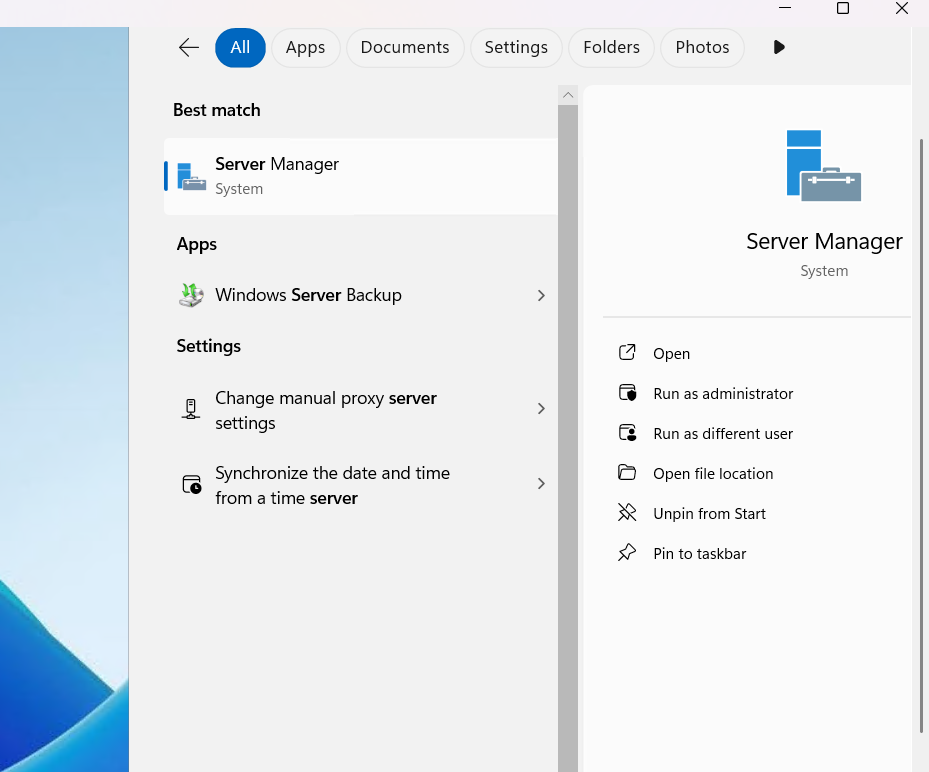 All
Apps
Documents
Settings
Folders
Photos
Best match
Server Manager
System
Apps
Windows Server Backup
Settings
Change manual proxy server
settings
Synchronize the date and time
from a time server
Server Manager
System
Open
Run as administrator
Run as different user
Open file location
Unpin from Start
Pin to taskbar